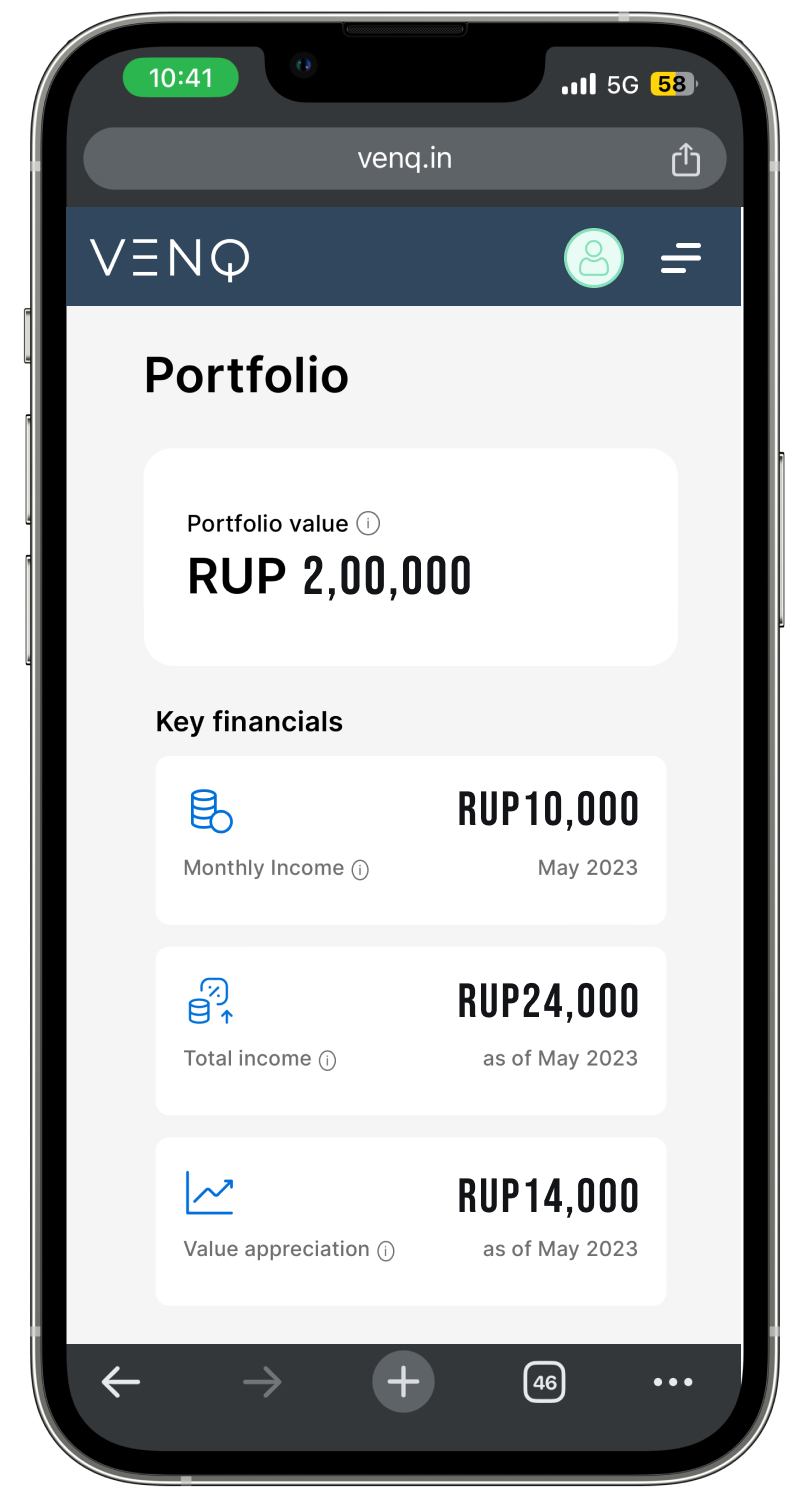 10:41
5G 58
venq.in
VENQ
Portfolio
Portfolio value
RUP 2,00,000
Key financials
RUP10,000
Monthly Income May 2023
RUP24,000
Total income as of May 2023
RUP14,000
Value appreciation as of May 2023
46